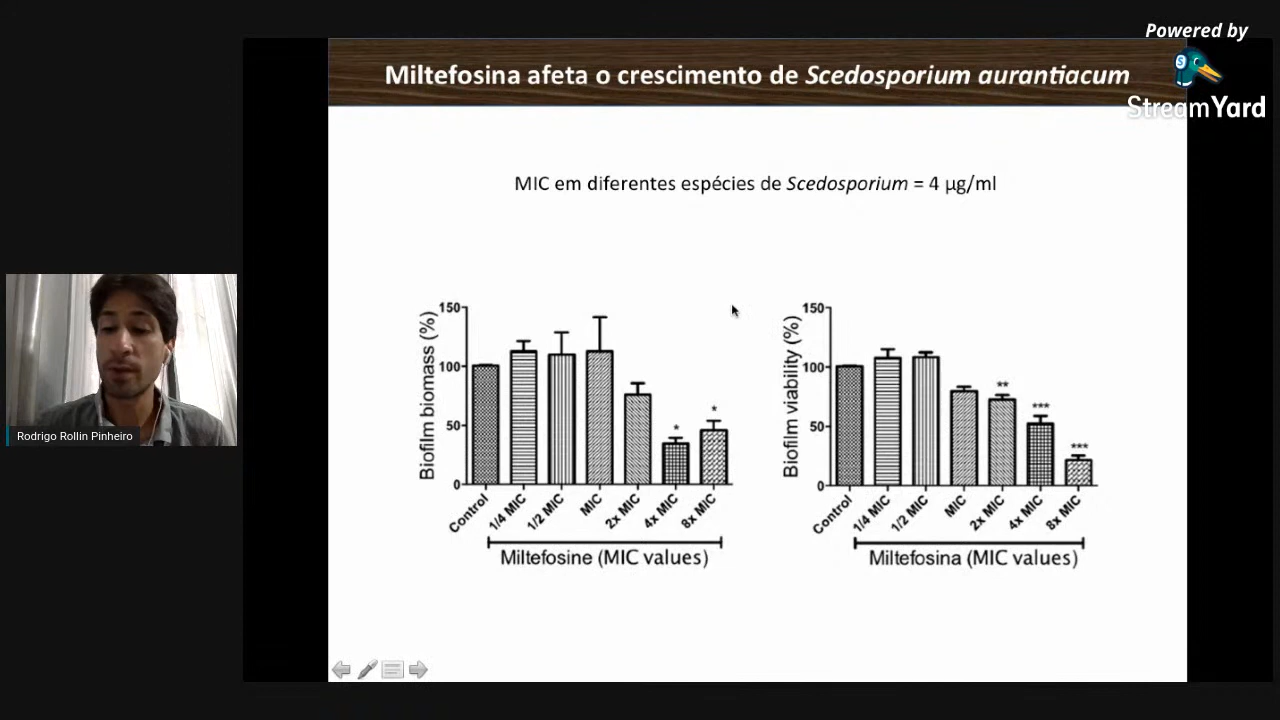 Powered by
StreamYard
Miltefosina afeta o crescimento de Scedosporium aurantiacum
MIC em diferentes espécies de Scedosporium = 4 µg/ml
Biofilm biomass (%)
150
100
50
0
*
*
Control
1/4 MIC
1/2 MIC
MIC
2x MIC
4x MIC
8x MIC
Miltefosine (MIC values)
Biofilm viability (%)
150
100
50
0
**
***
***
Control
1/4 MIC
1/2 MIC
MIC
2x MIC
4x MIC
8x MIC
Miltefosina (MIC values)
Rodrigo Rollin Pinheiro